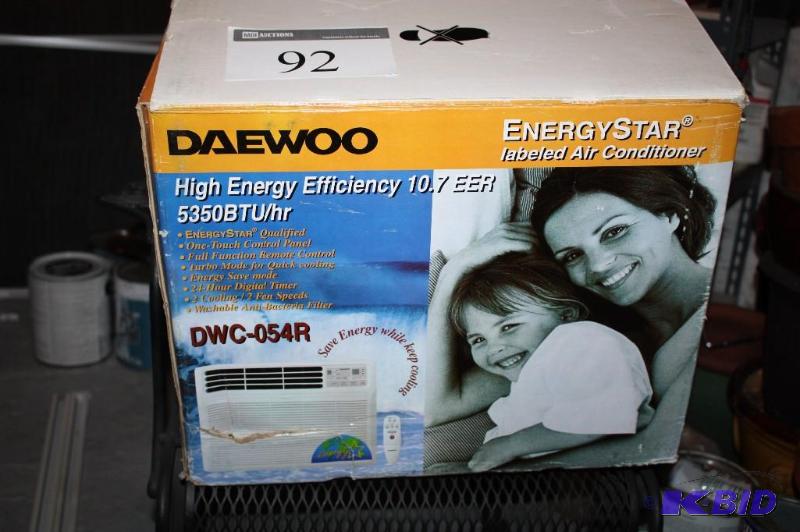 MDI AUCTIONS
92
DAEWOO
ENERGYSTAR®
labeled Air Conditioner
High Energy Efficiency 10.7 EER
5350BTU/hr
• ENERGYSTAR® Qualified
• One-Touch Control Panel
• Full Function Remote Control
• Turbo Mode for Quick cooling
• Energy Save mode
• 24-Hour Digital Timer
• 2 Cooling / 2 Fan Speeds
• Washable Anti-Bacteria Filter
DWC-054R
Save Energy while keep cooling
K-BID